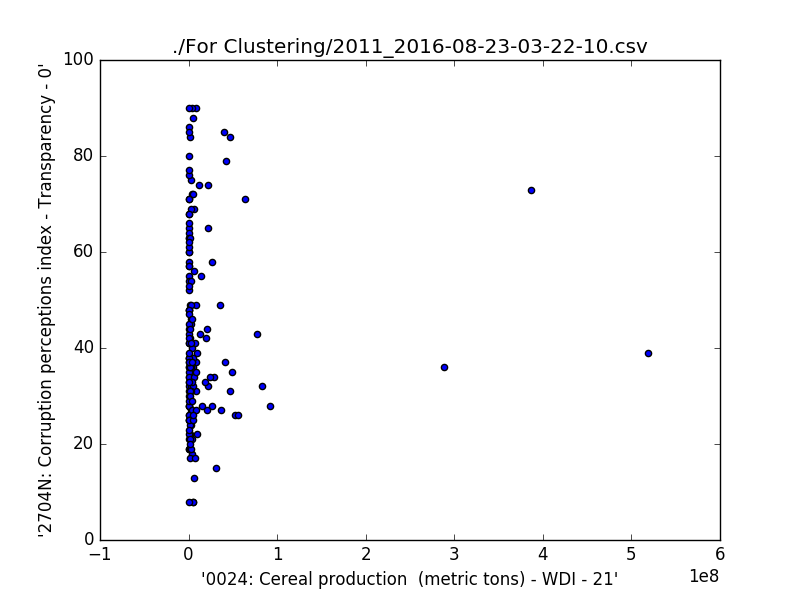 ./For Clustering/2011_2016-08-23-03-22-10.csv
'2704N: Corruption perceptions index - Transparency - 0'
100
80
60
40
20
0
−1 0 1 2 3 4 5 6
1e8
'0024: Cereal production  (metric tons) - WDI - 21'